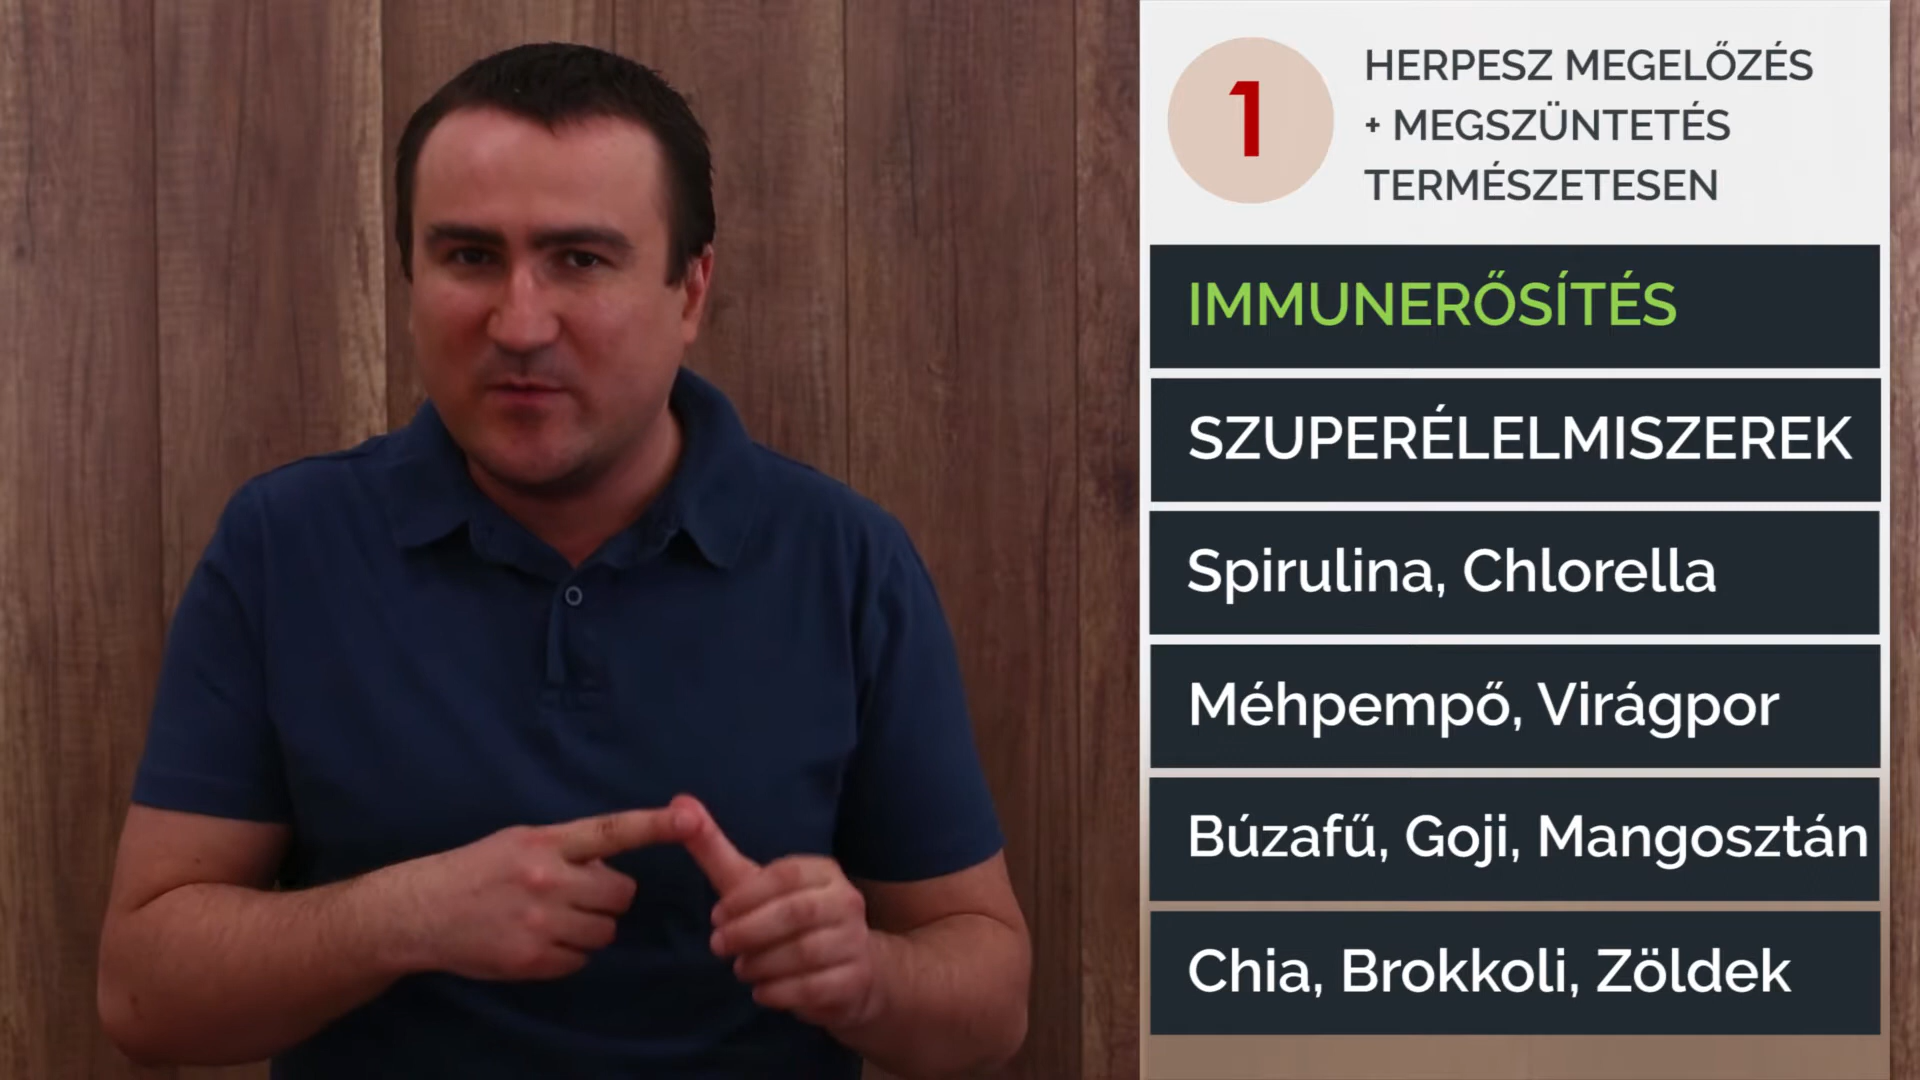 1
HERPESZ MEGELŐZÉS
+ MEGSZÜNTETÉS
TERMÉSZETESEN
IMMUNERŐSÍTÉS
SZUPERÉLELMISZEREK
Spirulina, Chlorella
Méhpempő, Virágpor
Búzafű, Goji, Mangosztán
Chia, Brokkoli, Zöldek